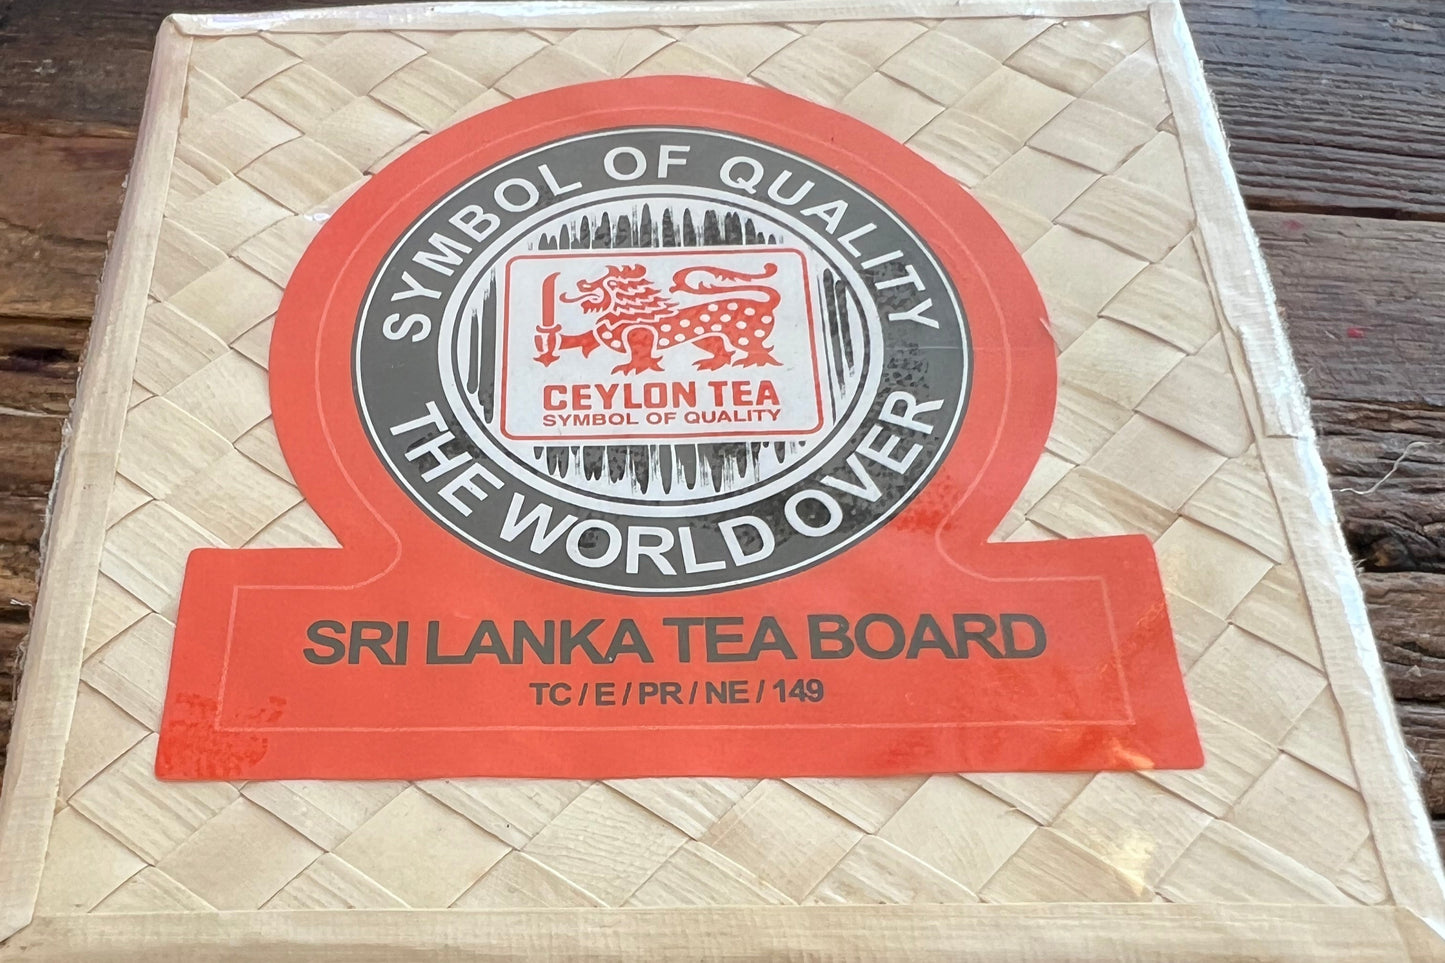 SYMBOL OF QUALITY
CEYLON TEA
SYMBOL OF QUALITY
THE WORLD OVER
SRI LANKA TEA BOARD
TC / E / PR / NE / 149